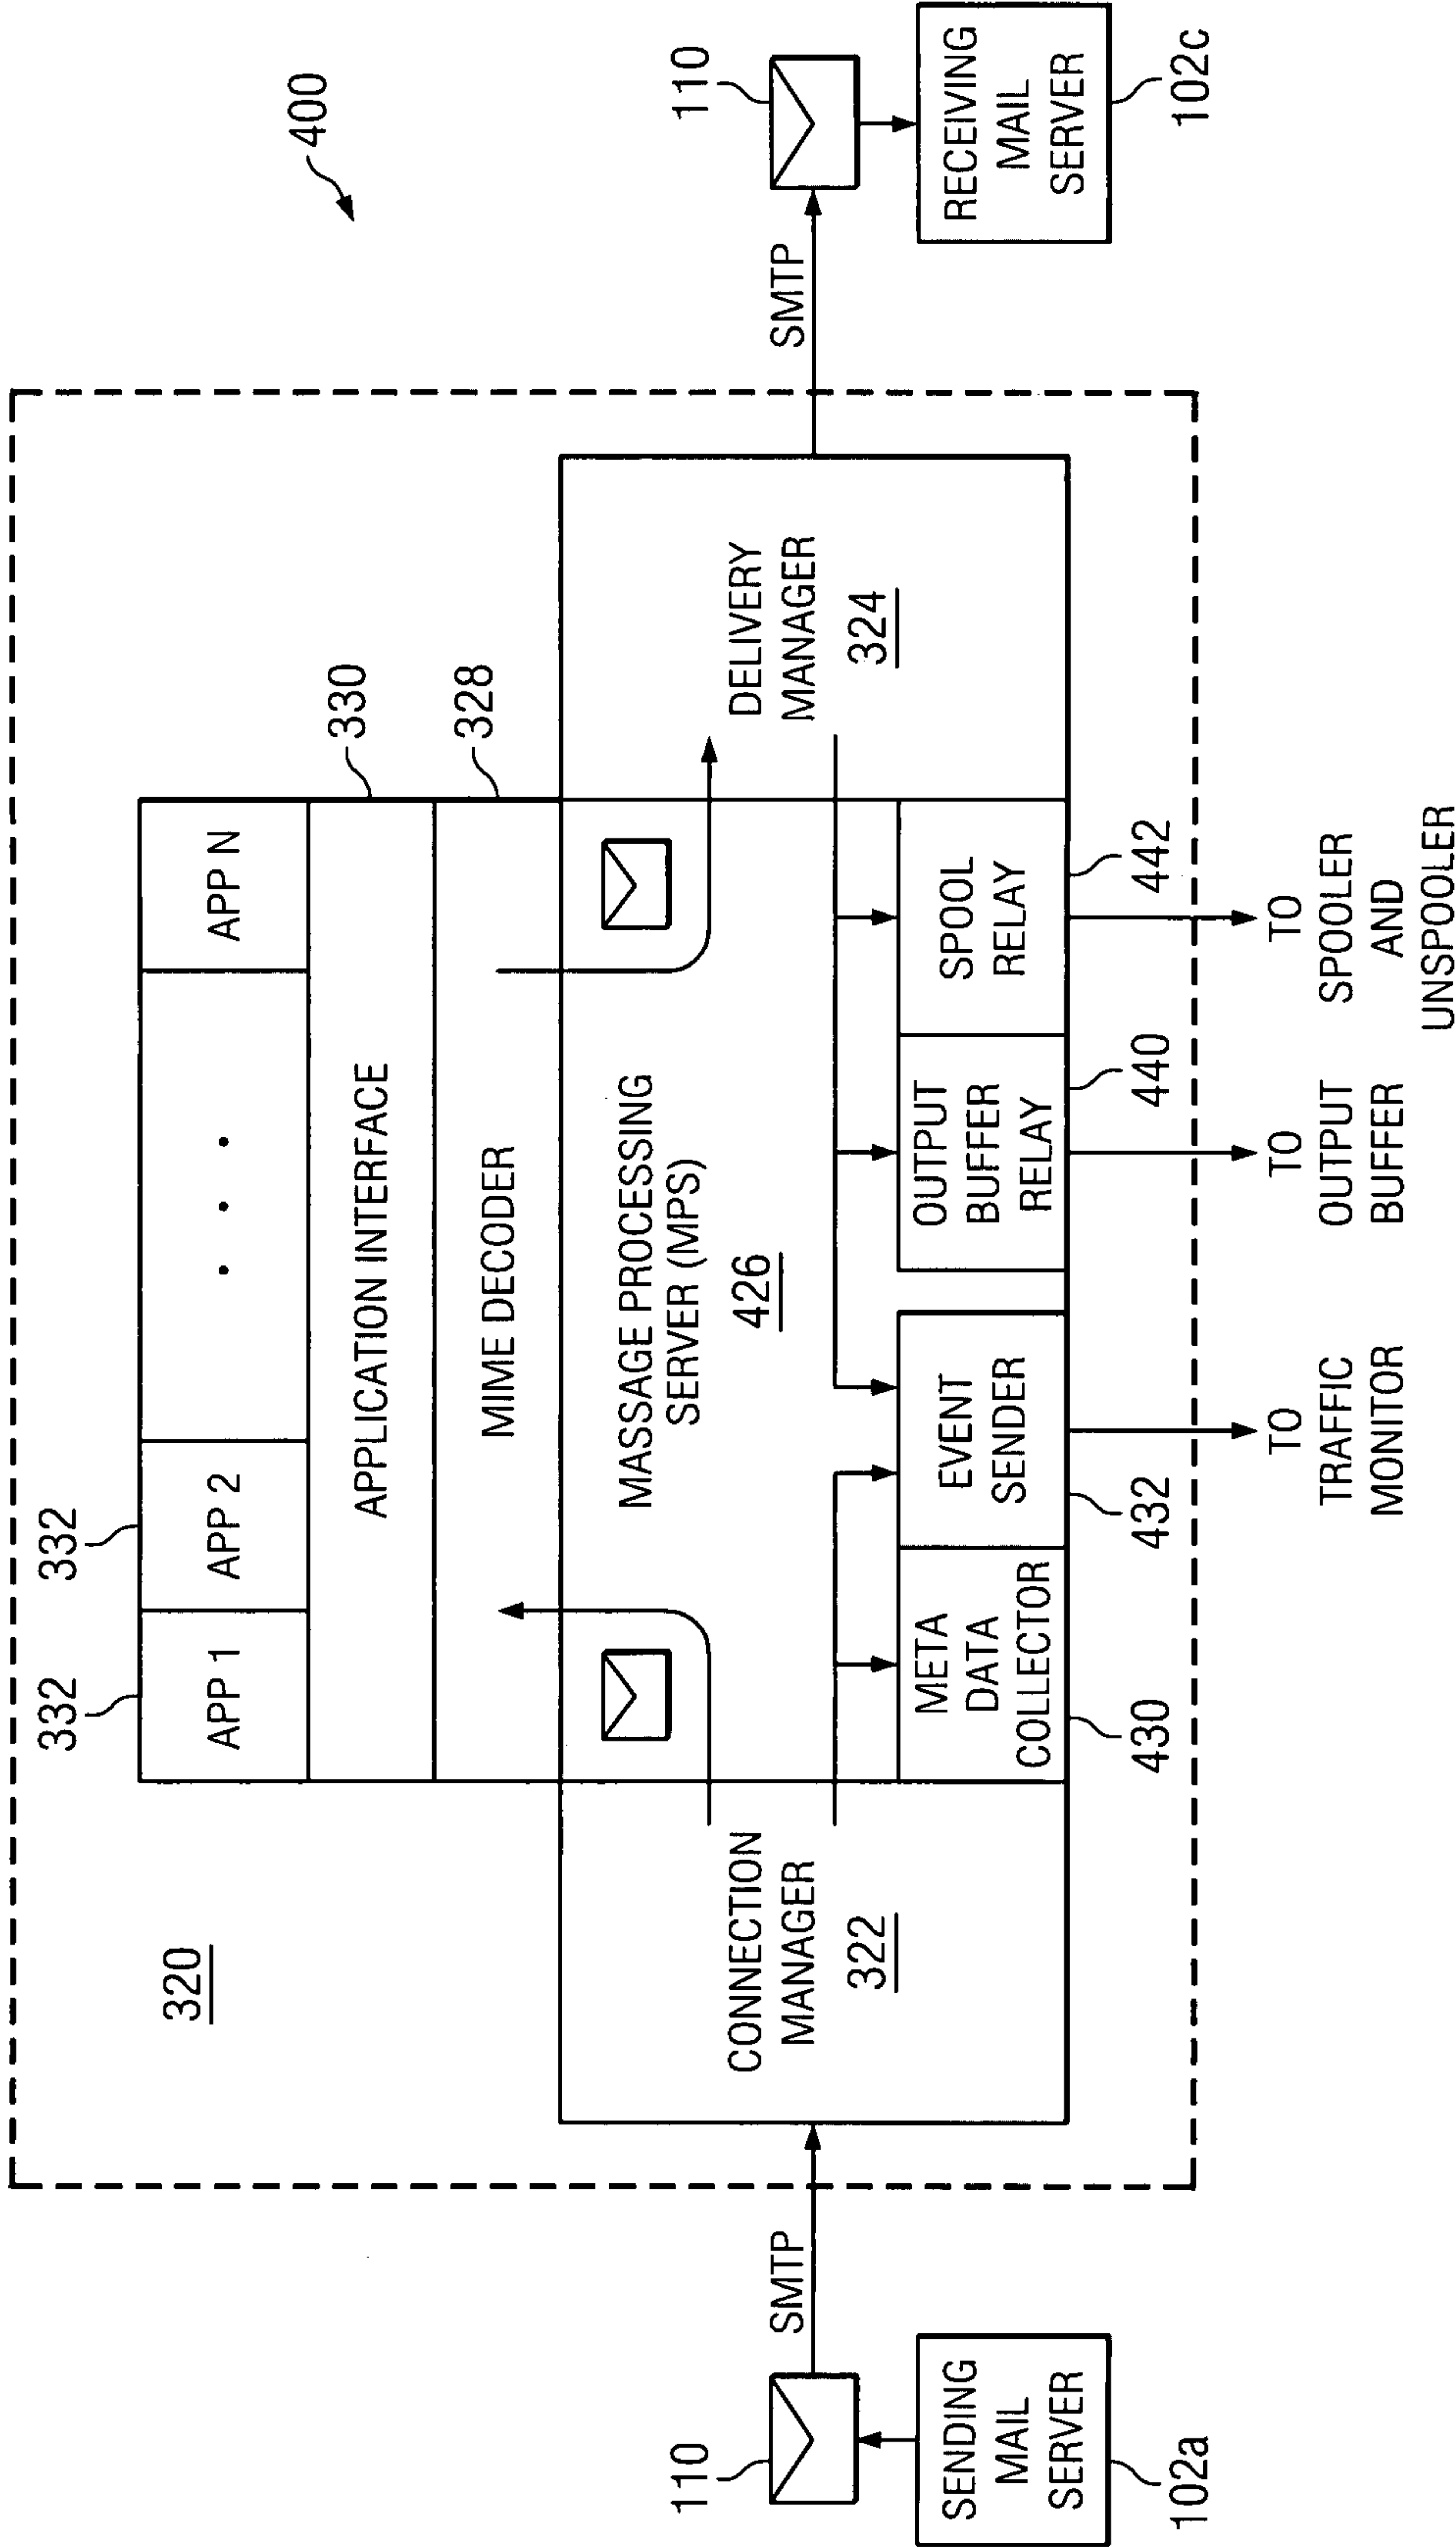 400
320
332
332
APP 1
APP 2
. . .
APP N
APPLICATION INTERFACE
330
MIME DECODER
328
110
SMTP
SENDING
MAIL
SERVER
102a
CONNECTION
MANAGER
322
MASSAGE PROCESSING
SERVER (MPS)
426
DELIVERY
MANAGER
324
META
DATA
COLLECTOR
430
EVENT
SENDER
432
OUTPUT
BUFFER
RELAY
440
SPOOL
RELAY
442
TO
TRAFFIC
MONITOR
TO
OUTPUT
BUFFER
TO
SPOOLER
AND
UNSPOOLER
SMTP
110
RECEIVING
MAIL
SERVER
102c